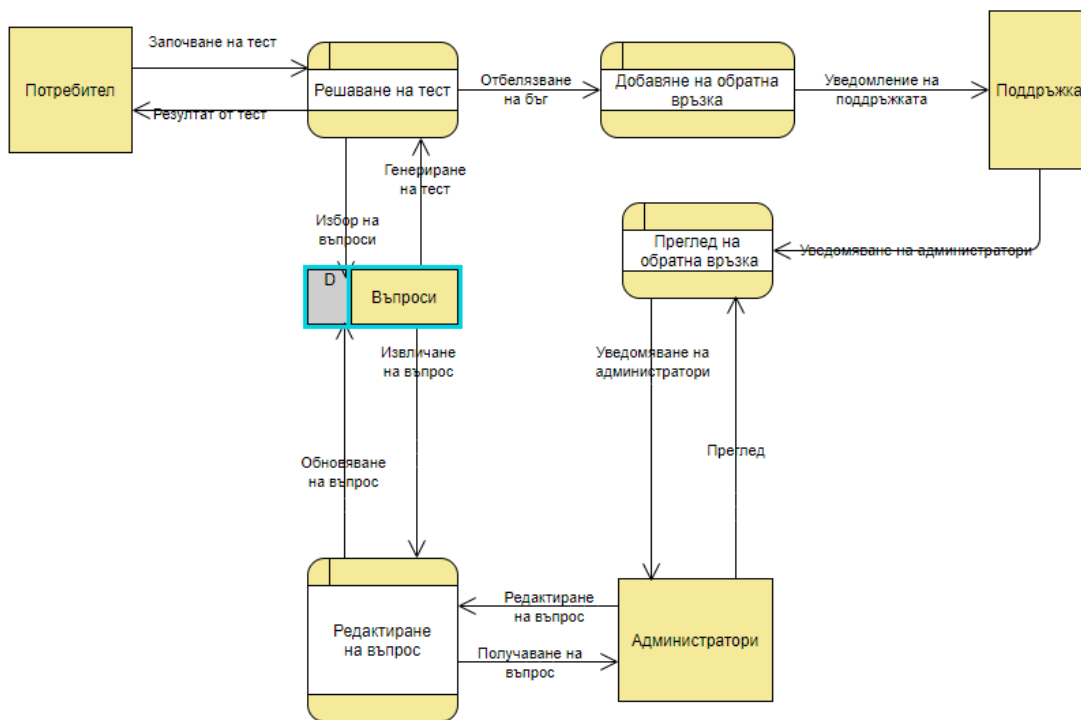 Започване на тест
Потребител
Решаване на тест
Отбелязване
на бъг
Добавяне на обратна
връзка
Уведомление на
поддръжката
Поддръжка
Резултат от тест
Генериране
на тест
Избор на
въпроси
Преглед на
обратна връзка
Уведомяване на администратори
D
Въпроси
Извличане
на въпрос
Уведомяване на
администратори
Преглед
Обновяване
на въпрос
Редактиране
на въпрос
Редактиране
на въпрос
Администратори
Получаване на
въпрос